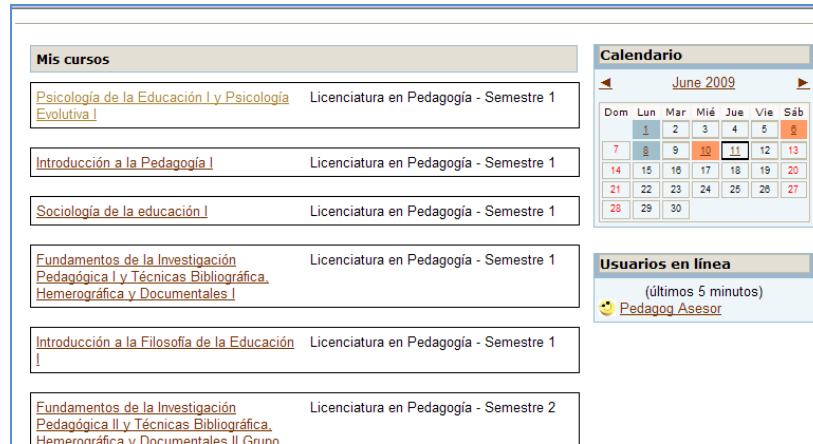 Mis cursos
Psicología de la Educación I y Psicología Evolutiva I
Licenciatura en Pedagogía - Semestre 1
Introducción a la Pedagogía I
Licenciatura en Pedagogía - Semestre 1
Sociología de la educación I
Licenciatura en Pedagogía - Semestre 1
Fundamentos de la Investigación
Pedagógica I y Técnicas Bibliográfica,
Hemerográfica y Documentales I
Licenciatura en Pedagogía - Semestre 1
Introducción a la Filosofía de la Educación
I
Licenciatura en Pedagogía - Semestre 1
Fundamentos de la Investigación
Pedagógica II y Técnicas Bibliográfica,
Hemerográfica y Documentales II Grupo
Licenciatura en Pedagogía - Semestre 2
Calendario
◄ June 2009 ►
Dom Lun Mar Mié Jue Vie Sáb
1 2 3 4 5 6
7 8 9 10 11 12 13
14 15 16 17 18 19 20
21 22 23 24 25 26 27
28 29 30
Usuarios en línea
(últimos 5 minutos)
Pedagog Asesor